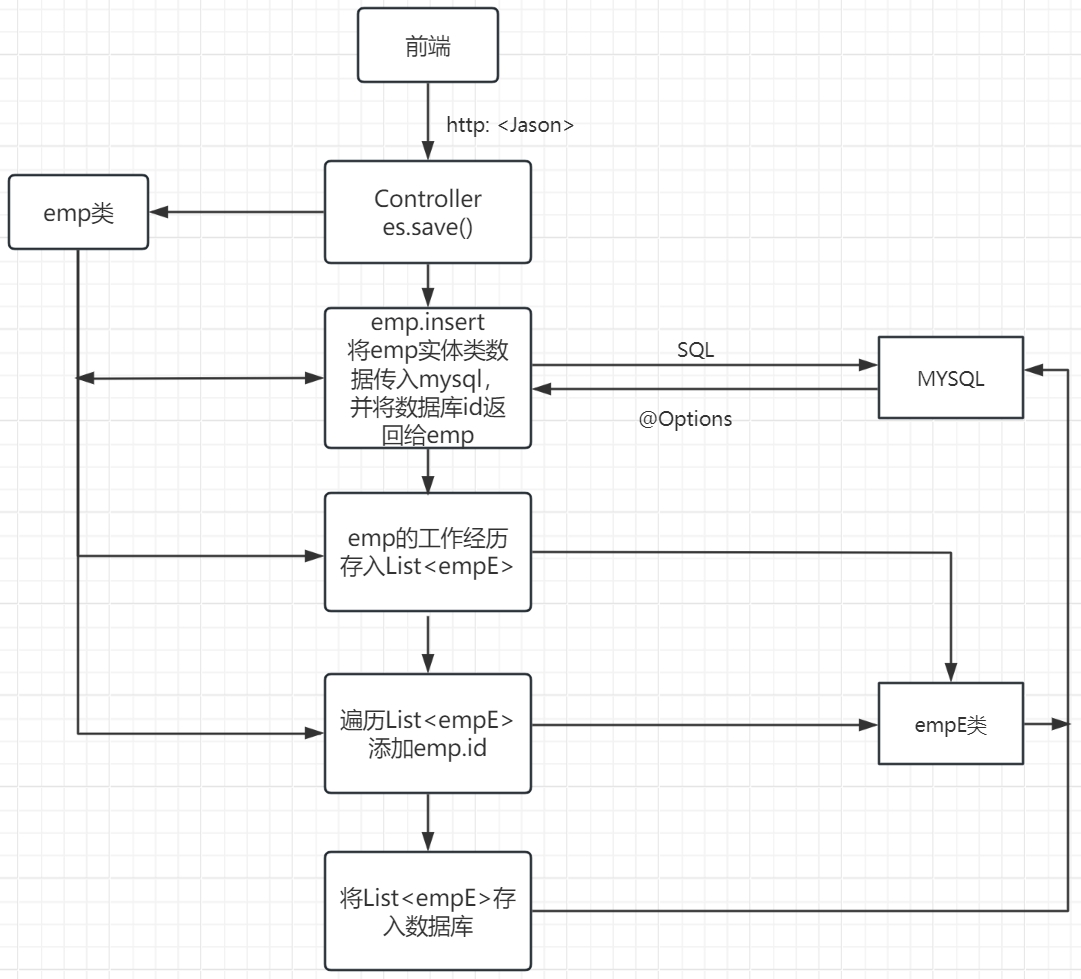 前端
http: <Jason>
emp类
Controller
es.save()
emp.insert
将emp实体类数
据传入mysql，
并将数据库id返
回给emp
SQL
MYSQL
@Options
emp的工作经历
存入List<empE>
遍历List<empE>
添加emp.id
empE类
将List<empE>存
入数据库